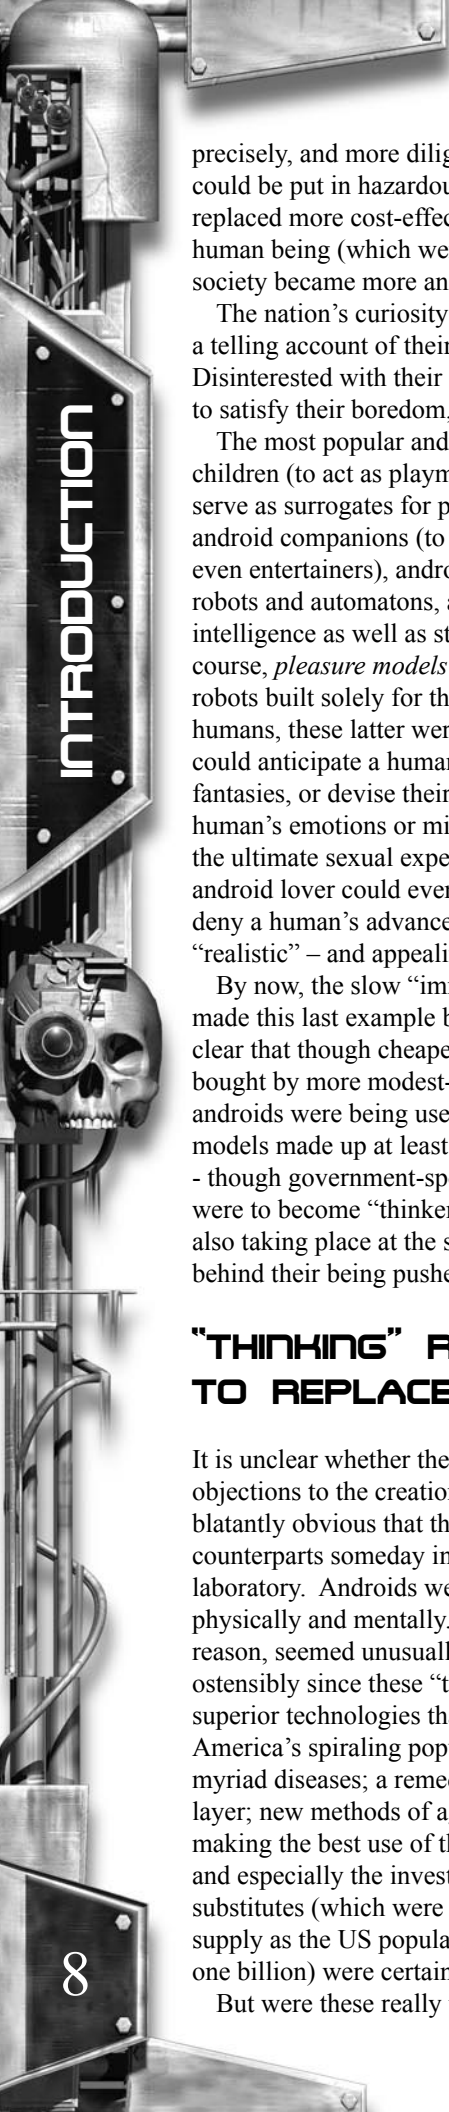 INTRODUCTION
precisely, and more dilig
could be put in hazardou
replaced more cost-effec
human being (which we
society became more an
The nation’s curiosity
a telling account of their
Disinterested with their
to satisfy their boredom,
The most popular and
children (to act as playm
serve as surrogates for p
android companions (to
even entertainers), andro
robots and automatons, a
intelligence as well as st
course, pleasure models
robots built solely for th
humans, these latter wer
could anticipate a human
fantasies, or devise their
human’s emotions or mi
the ultimate sexual expe
android lover could ever
deny a human’s advance
“realistic” – and appeali
By now, the slow “imm
made this last example b
clear that though cheape
bought by more modest-
androids were being use
models made up at least
- though government-spe
were to become “thinker
also taking place at the s
behind their being pushe
“THINKING” R
TO REPLACE
It is unclear whether the
objections to the creation
blatantly obvious that th
counterparts someday in
laboratory. Androids we
physically and mentally.
reason, seemed unusuall
ostensibly since these “t
superior technologies tha
America’s spiraling popu
myriad diseases; a remed
layer; new methods of a
making the best use of th
and especially the invest
substitutes (which were
supply as the US popula
one billion) were certain
But were these really
8